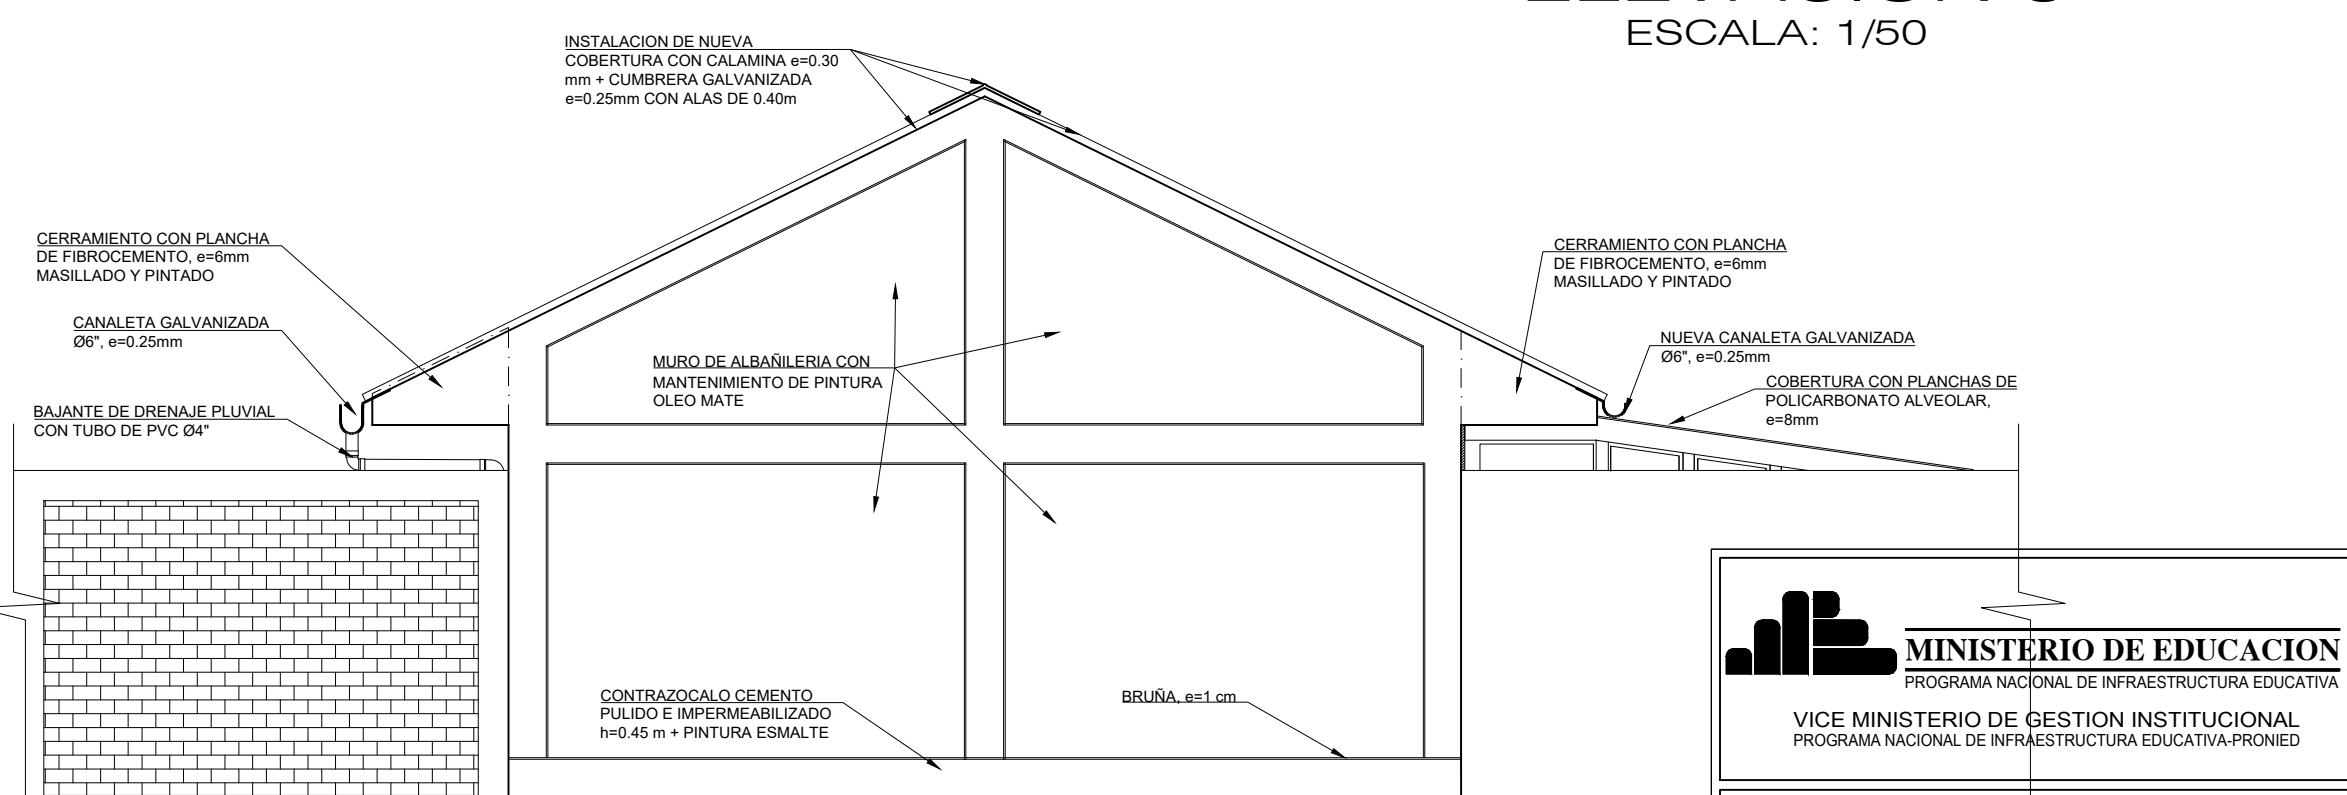 ESCALA: 1/50
INSTALACION DE NUEVA
COBERTURA CON CALAMINA e=0.30
mm + CUMBRERA GALVANIZADA
e=0.25mm CON ALAS DE 0.40m
CERRAMIENTO CON PLANCHA
DE FIBROCEMENTO, e=6mm
MASILLADO Y PINTADO
CANALETA GALVANIZADA
Ø6", e=0.25mm
BAJANTE DE DRENAJE PLUVIAL
CON TUBO DE PVC Ø4"
MURO DE ALBAÑILERIA CON
MANTENIMIENTO DE PINTURA
OLEO MATE
CERRAMIENTO CON PLANCHA
DE FIBROCEMENTO, e=6mm
MASILLADO Y PINTADO
NUEVA CANALETA GALVANIZADA
Ø6", e=0.25mm
COBERTURA CON PLANCHAS DE
POLICARBONATO ALVEOLAR,
e=8mm
CONTRAZOCALO CEMENTO
PULIDO E IMPERMEABILIZADO
h=0.45 m + PINTURA ESMALTE
BRUÑA, e=1 cm
MINISTERIO DE EDUCACION
PROGRAMA NACIONAL DE INFRAESTRUCTURA EDUCATIVA
VICE MINISTERIO DE GESTION INSTITUCIONAL
PROGRAMA NACIONAL DE INFRAESTRUCTURA EDUCATIVA-PRONIED